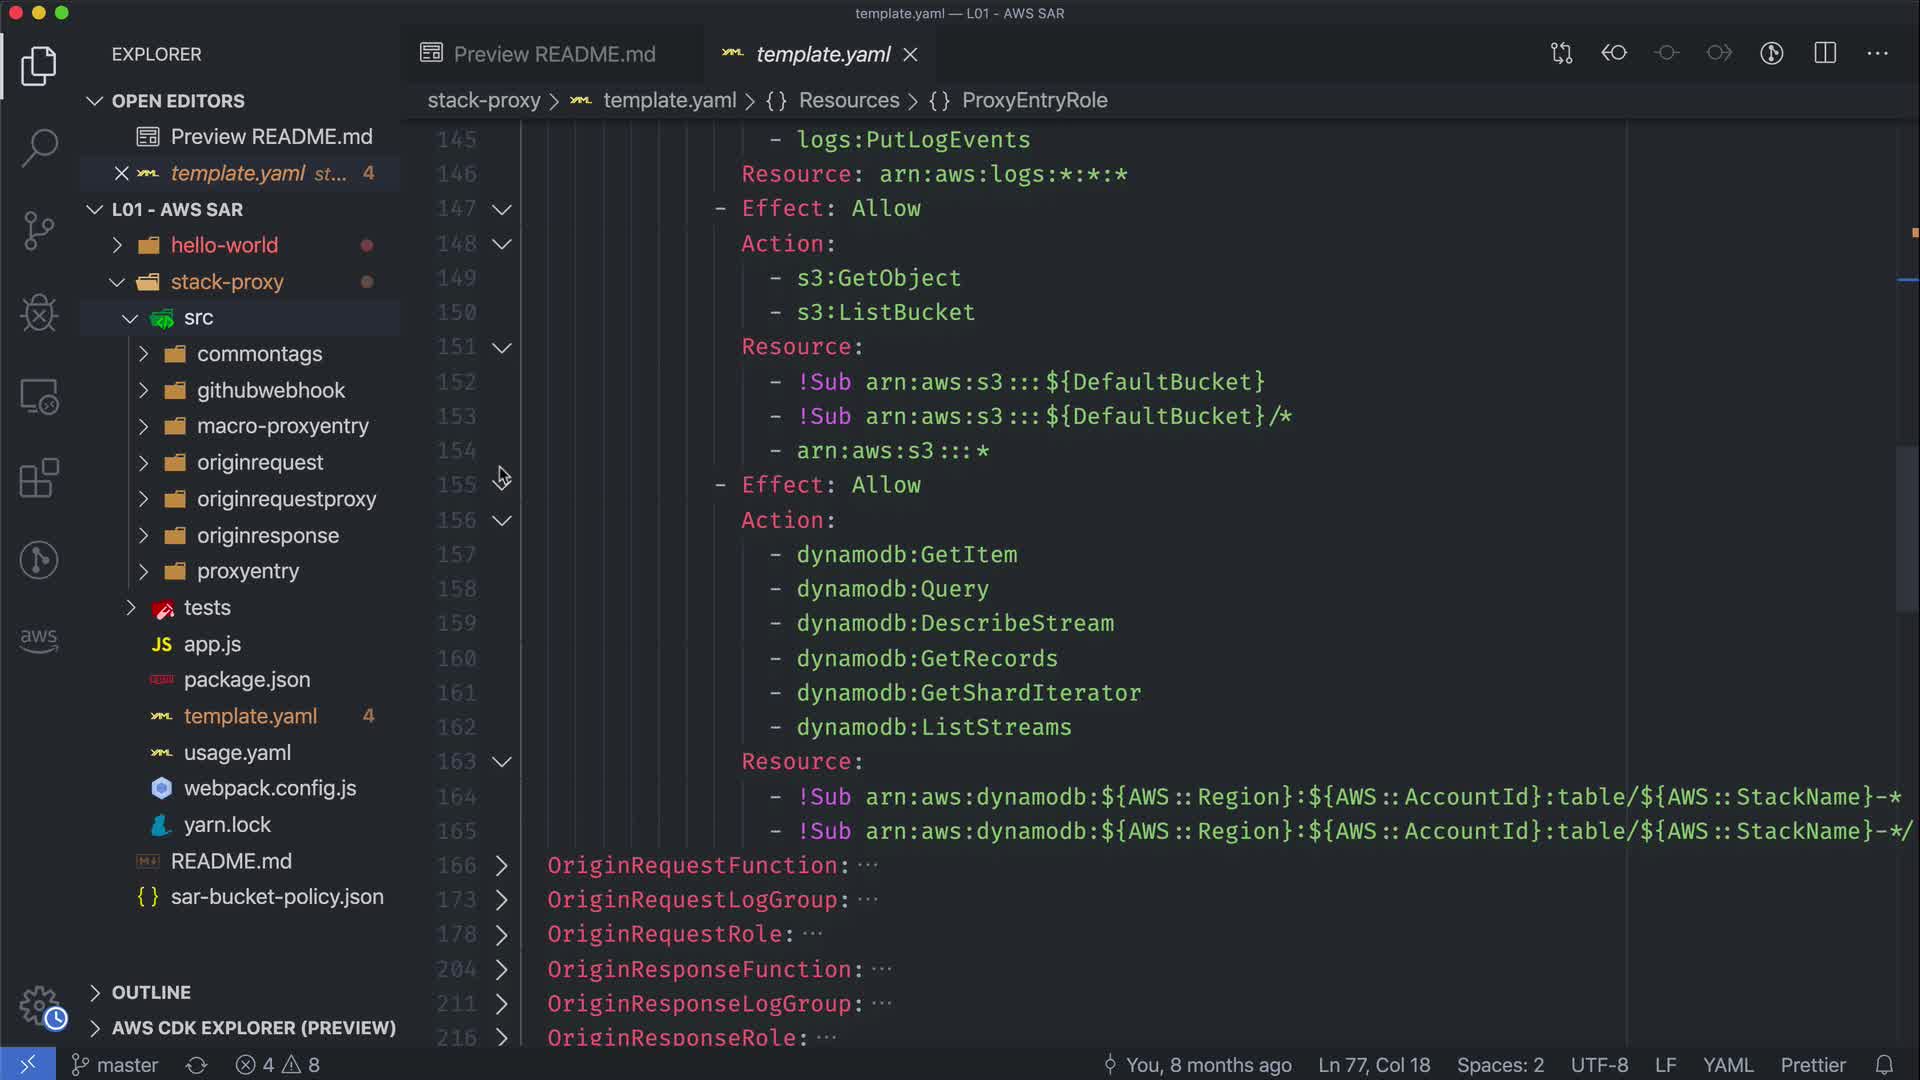 template.yaml — L01 - AWS SAR
EXPLORER
Preview README.md
template.yaml
OPEN EDITORS
stack-proxy > template.yaml > {} Resources > {} ProxyEntryRole
Preview README.md
template.yaml st... 4
L01 - AWS SAR
hello-world
stack-proxy
src
commontags
githubwebhook
macro-proxyentry
originrequest
originrequestproxy
originresponse
proxyentry
tests
JS app.js
package.json
template.yaml 4
usage.yaml
webpack.config.js
yarn.lock
README.md
{} sar-bucket-policy.json
OUTLINE
AWS CDK EXPLORER (PREVIEW)
aws
145 - logs:PutLogEvents
146 Resource: arn:aws:logs:*:*:*
147 - Effect: Allow
148 Action:
149 - s3:GetObject
150 - s3:ListBucket
151 Resource:
152 - !Sub arn:aws:s3:::${DefaultBucket}
153 - !Sub arn:aws:s3:::${DefaultBucket}/*
154 - arn:aws:s3:::*
155 - Effect: Allow
156 Action:
157 - dynamodb:GetItem
158 - dynamodb:Query
159 - dynamodb:DescribeStream
160 - dynamodb:GetRecords
161 - dynamodb:GetShardIterator
162 - dynamodb:ListStreams
163 Resource:
164 - !Sub arn:aws:dynamodb:${AWS::Region}:${AWS::AccountId}:table/${AWS::StackName}-*
165 - !Sub arn:aws:dynamodb:${AWS::Region}:${AWS::AccountId}:table/${AWS::StackName}-*/
166 OriginRequestFunction:···
173 OriginRequestLogGroup:···
178 OriginRequestRole:···
204 OriginResponseFunction:···
211 OriginResponseLogGroup:···
216 OriginResponseRole:···
master 4 8 You, 8 months ago Ln 77, Col 18 Spaces: 2 UTF-8 LF YAML Prettier